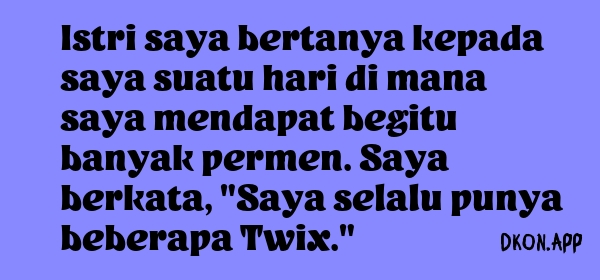 Istri saya bertanya kepada
saya suatu hari di mana
saya mendapat begitu
banyak permen. Saya
berkata, "Saya selalu punya
beberapa Twix."
DKON.APP